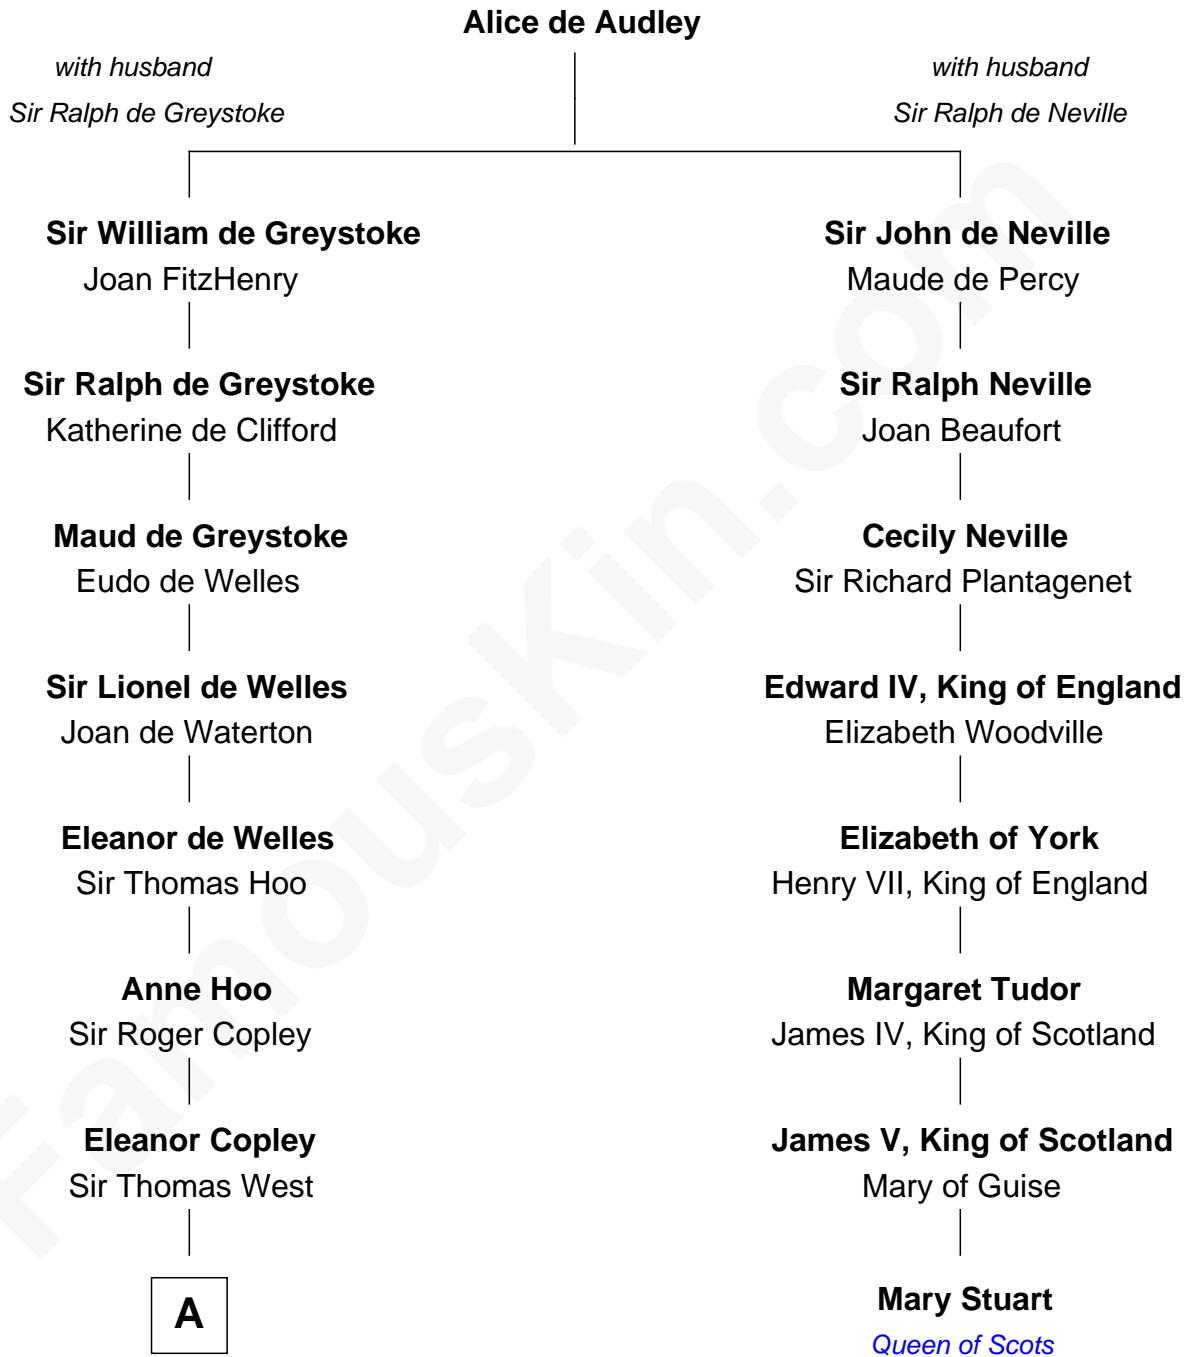 Alice de Audley
with husband
Sir Ralph de Greystoke
with husband
Sir Ralph de Neville
Sir William de Greystoke
Joan FitzHenry
Sir Ralph de Greystoke
Katherine de Clifford
Maud de Greystoke
Eudo de Welles
Sir Lionel de Welles
Joan de Waterton
Eleanor de Welles
Sir Thomas Hoo
Anne Hoo
Sir Roger Copley
Eleanor Copley
Sir Thomas West
A
Sir John de Neville
Maude de Percy
Sir Ralph Neville
Joan Beaufort
Cecily Neville
Sir Richard Plantagenet
Edward IV, King of England
Elizabeth Woodville
Elizabeth of York
Henry VII, King of England
Margaret Tudor
James IV, King of Scotland
James V, King of Scotland
Mary of Guise
Mary Stuart
Queen of Scots
FamousKin.com